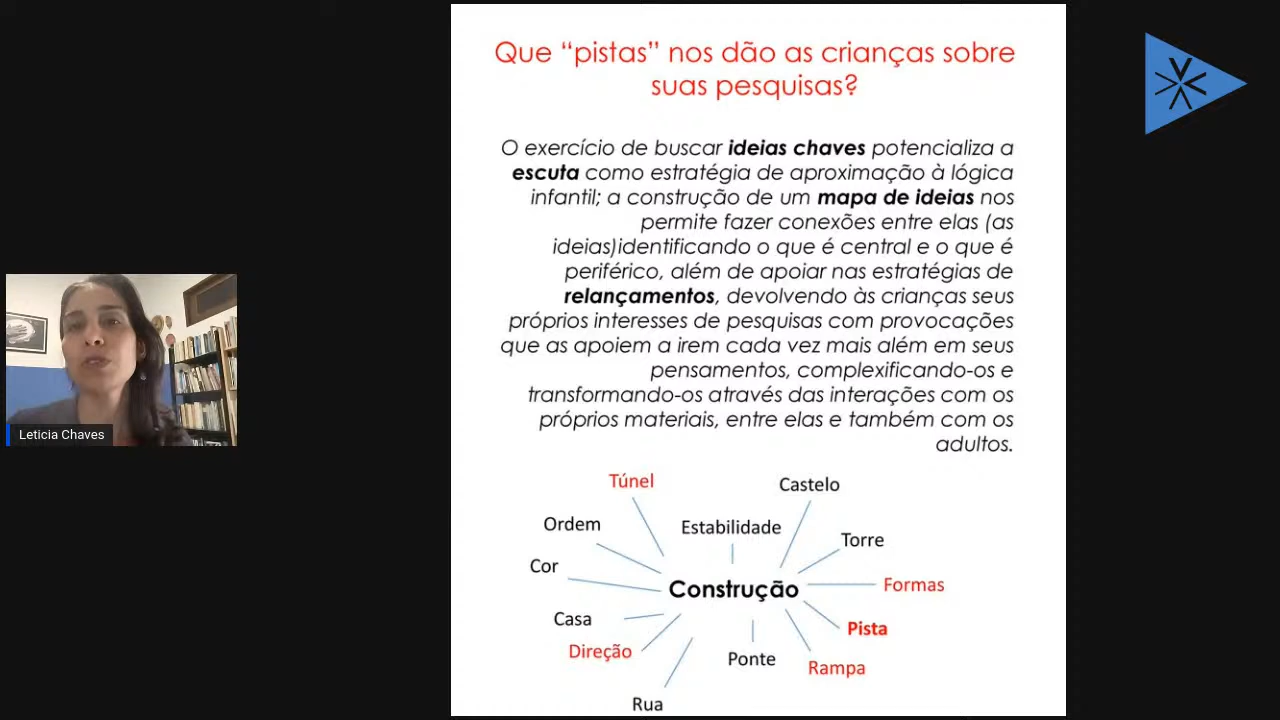 Que “pistas” nos dão as crianças sobre
suas pesquisas?
O exercício de buscar ideias chaves potencializa a
escuta como estratégia de aproximação à lógica
infantil; a construção de um mapa de ideias nos
permite fazer conexões entre elas (as
ideias)identificando o que é central e o que é
periférico, além de apoiar nas estratégias de
relançamentos, devolvendo às crianças seus
próprios interesses de pesquisas com provocações
que as apoiem a irem cada vez mais além em seus
pensamentos, complexificando-os e
transformando-os através das interações com os
próprios materiais, entre elas e também com os
adultos.
Túnel
Castelo
Ordem
Estabilidade
Torre
Cor
Construção
Formas
Casa
Pista
Direção
Ponte
Rampa
Rua
Leticia Chaves